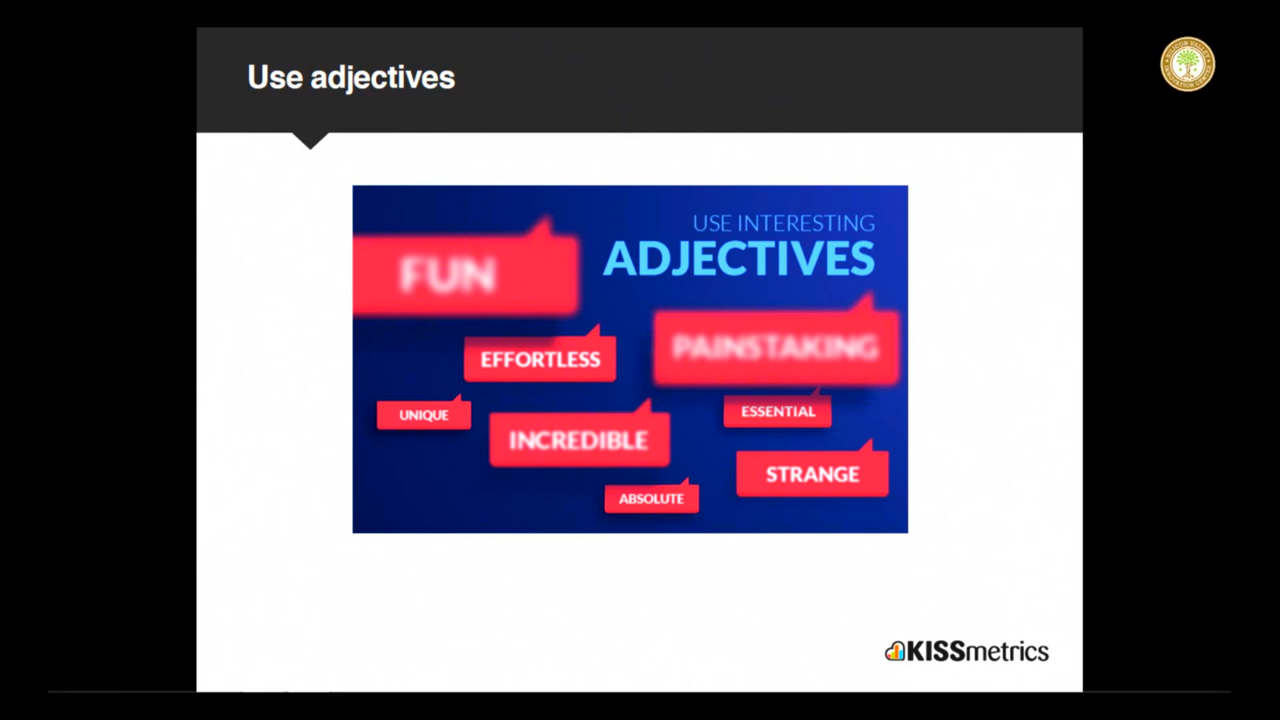 Use adjectives
USE INTERESTING
ADJECTIVES
FUN
PAINSTAKING
EFFORTLESS
UNIQUE
ESSENTIAL
INCREDIBLE
STRANGE
ABSOLUTE
KISSmetrics